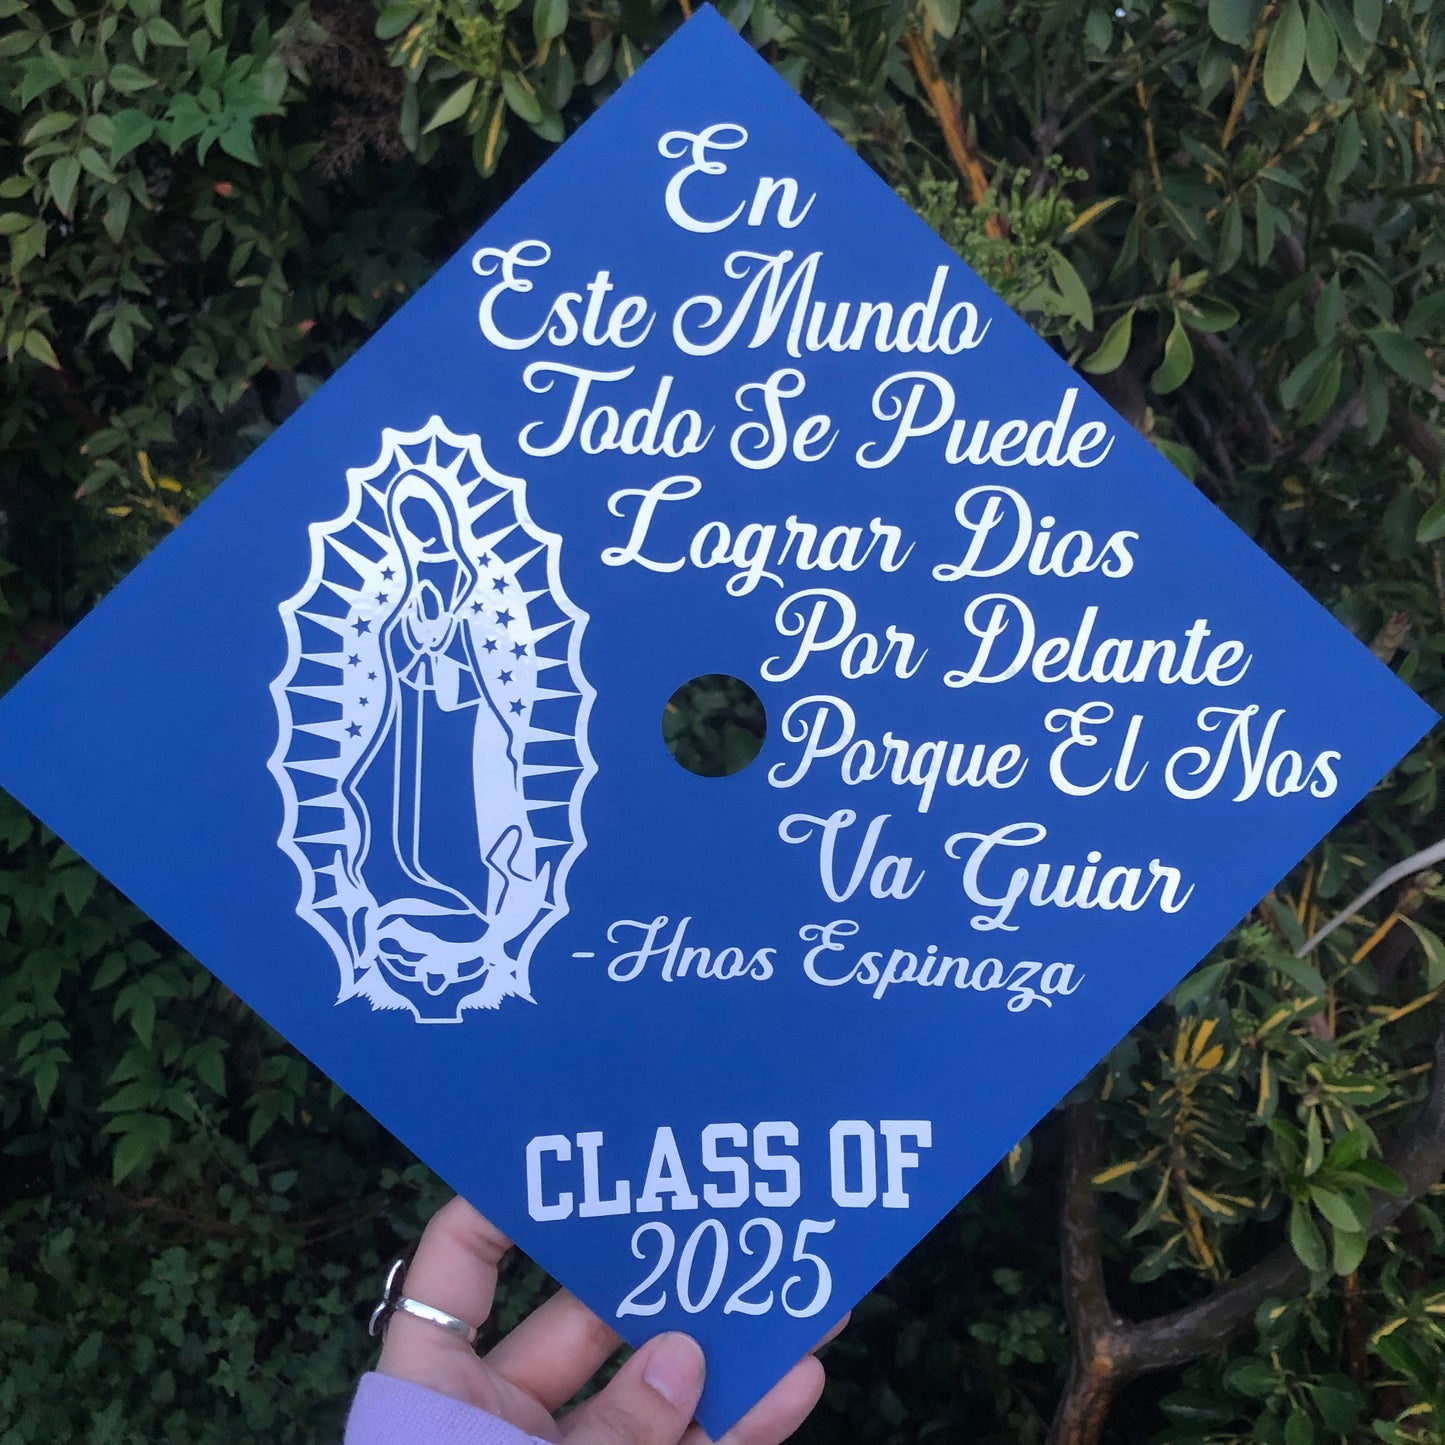 En
Este Mundo
Todo Se Puede
Lograr Dios
Por Delante
Porque El Nos
Va Guiar
-Hnos Espinoza
CLASS OF
2025